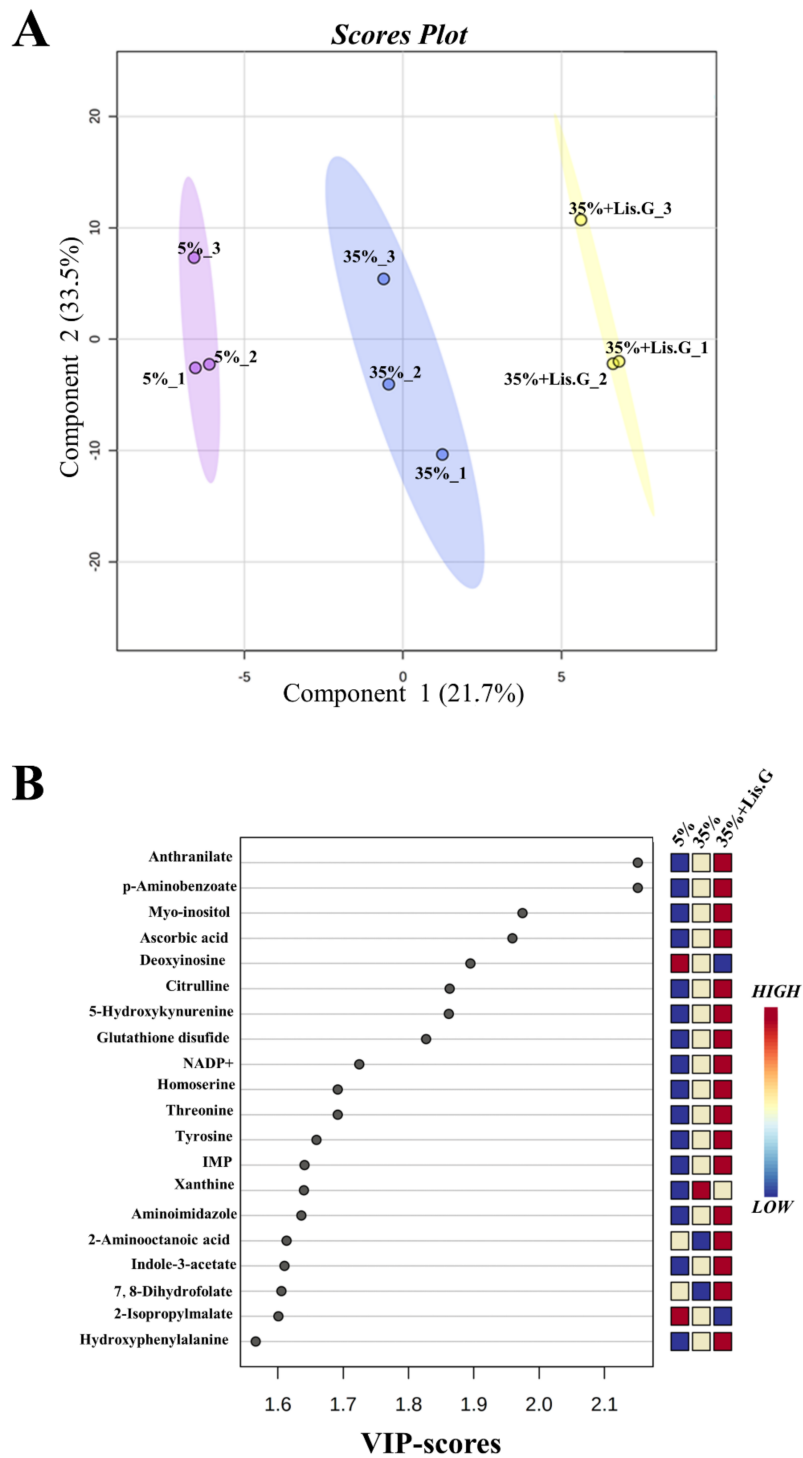 A
Scores Plot
20
10
0
-10
-20
Component 2 (33.5%)
5%_3
5%_2
5%_1
35%_3
35%_2
35%_1
35%+Lis.G_3
35%+Lis.G_1
35%+Lis.G_2
-5
0
5
Component 1 (21.7%)
B
5%
35%
35%+Lis.G
Anthranilate
p-Aminobenzoate
Myo-inositol
Ascorbic acid
Deoxyinosine
Citrulline
5-Hydroxykynurenine
Glutathione disufide
NADP+
Homoserine
Threonine
Tyrosine
IMP
Xanthine
Aminoimidazole
2-Aminooctanoic acid
Indole-3-acetate
7, 8-Dihydrofolate
2-Isopropylmalate
Hydroxyphenylalanine
HIGH
LOW
1.6
1.7
1.8
1.9
2.0
2.1
VIP-scores